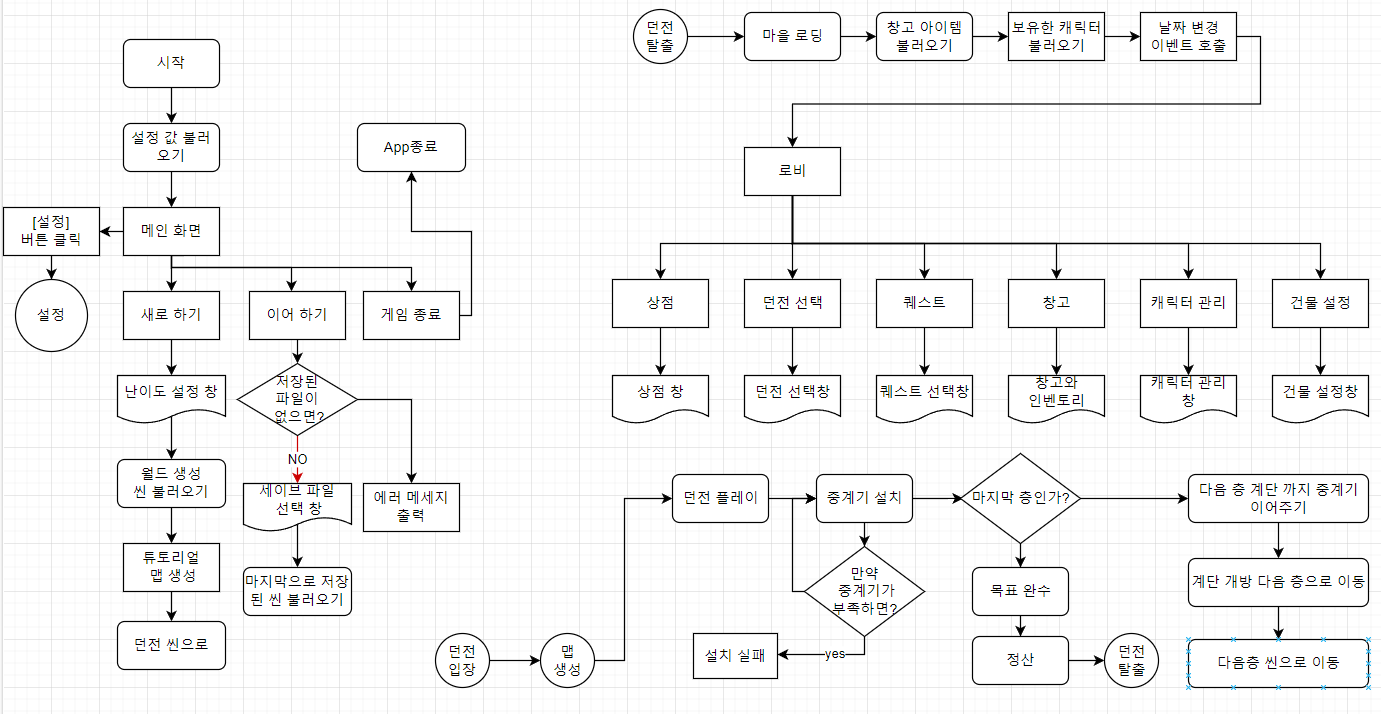 시작
설정 값 불러
오기
App종료
[설정]
버튼 클릭
메인 화면
설정
새로 하기
이어 하기
게임 종료
난이도 설정 창
저장된
파일이
없으면?
NO
월드 생성
씬 불러오기
세이브 파일
선택 창
에러 메세지
출력
튜토리얼
맵 생성
마지막으로 저장
된 씬 불러오기
던전 씬으로
던전
탈출
마을 로딩
창고 아이템
불러오기
보유한 캐릭터
불러오기
날짜 변경
이벤트 호출
로비
상점
던전 선택
퀘스트
창고
캐릭터 관리
건물 설정
상점 창
던전 선택창
퀘스트 선택창
창고와
인벤토리
캐릭터 관리
창
건물 설정창
던전
입장
맵
생성
던전 플레이
중계기 설치
만약
중계기가
부족하면?
yes
설치 실패
마지막 층인가?
목표 완수
정산
던전
탈출
다음 층 계단 까지 중계기
이어주기
계단 개방 다음 층으로 이동
다음층 씬으로 이동